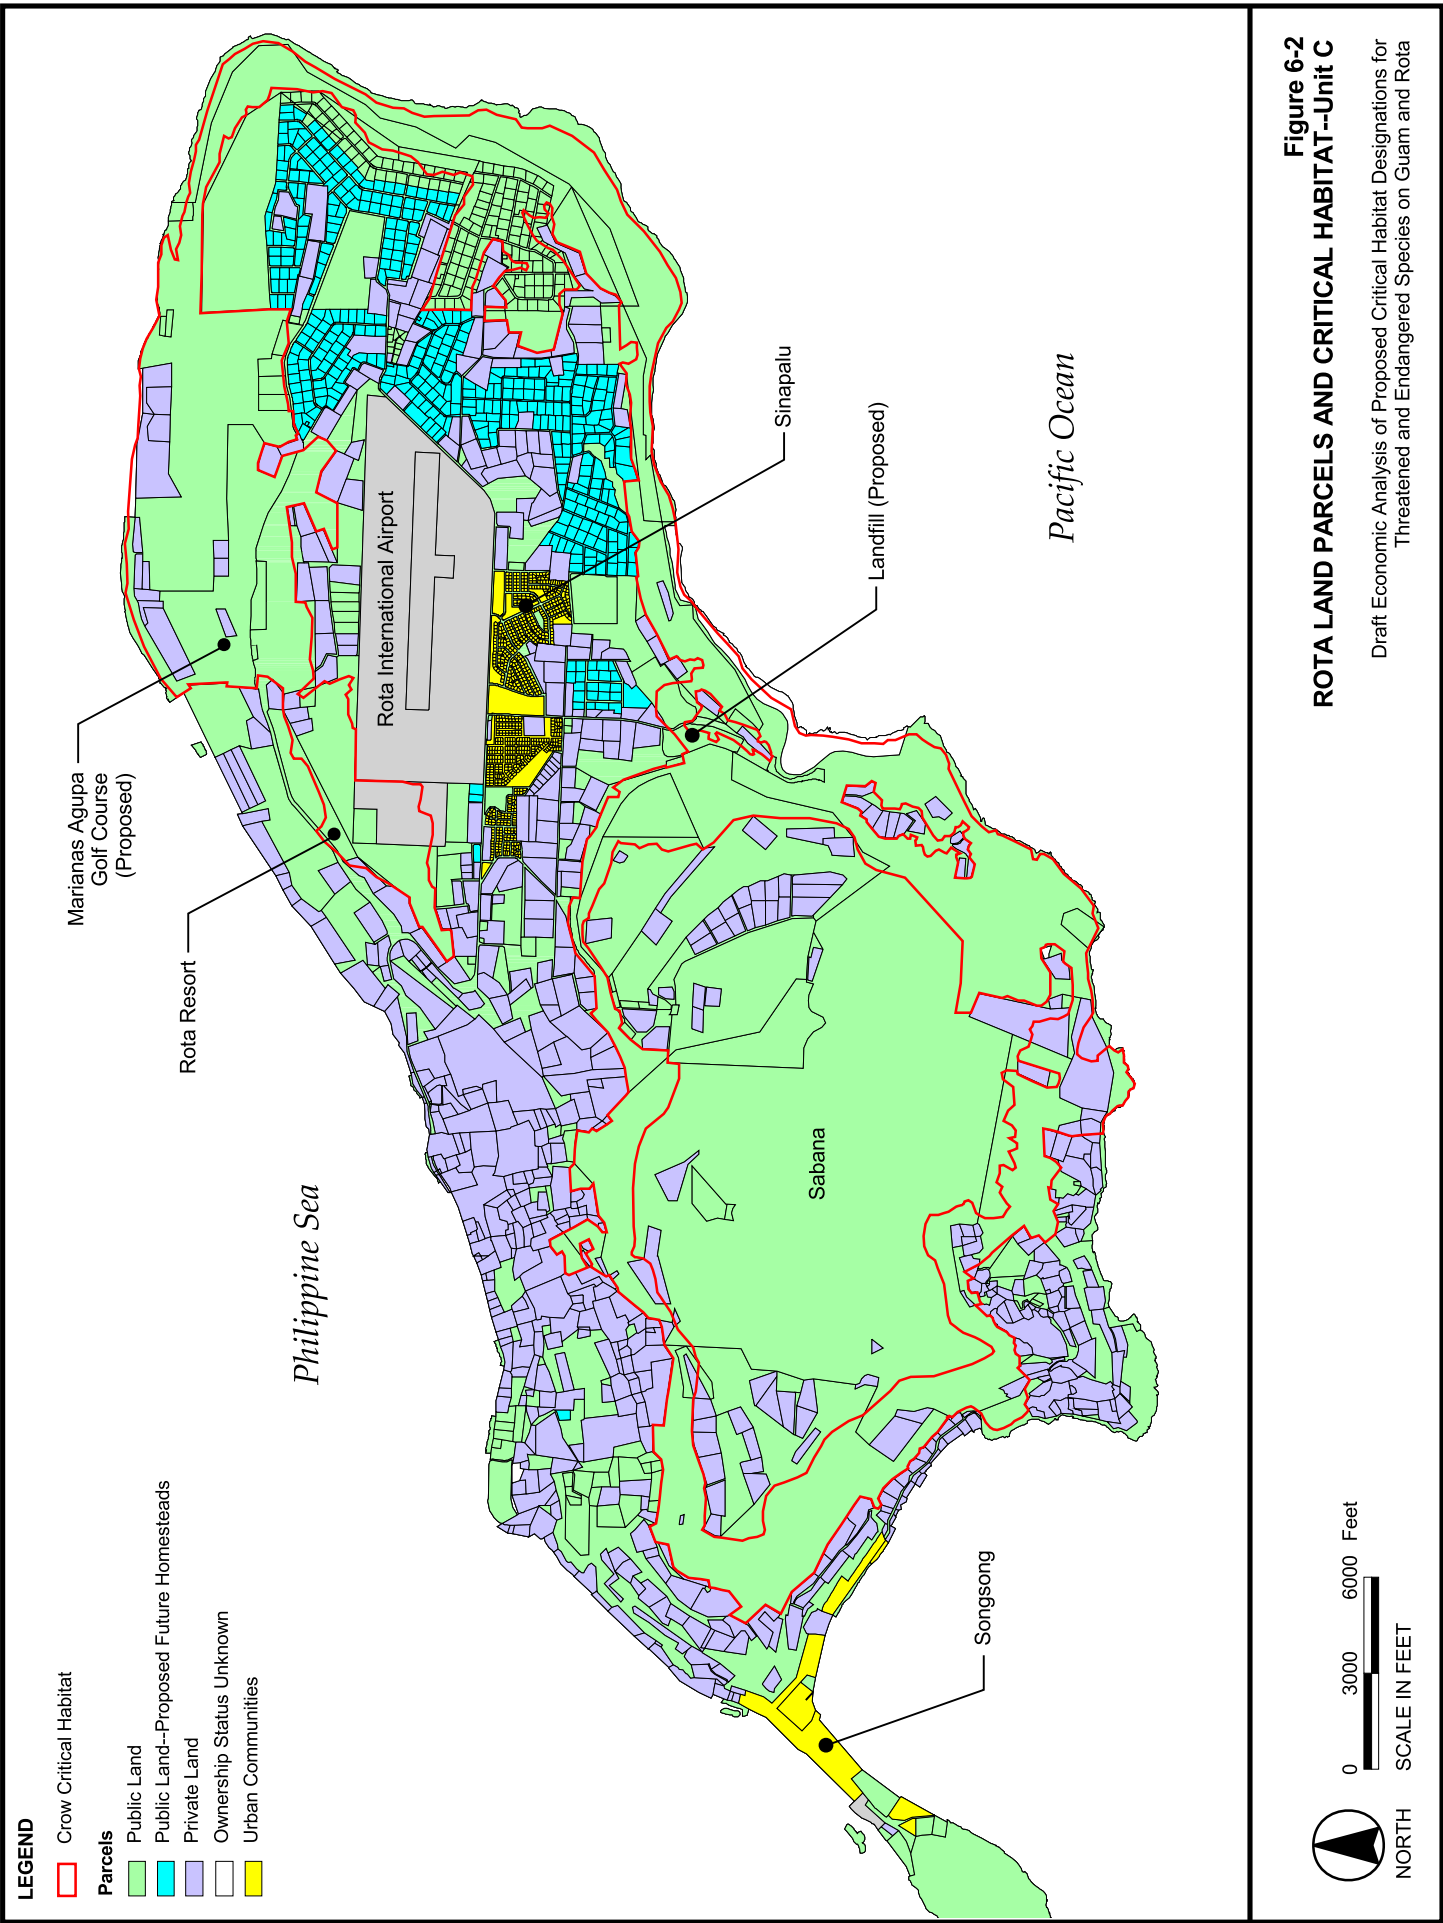 LEGEND
Crow Critical Habitat
Parcels
Public Land
Public Land--Proposed Future Homesteads
Private Land
Ownership Status Unknown
Urban Communities
Marianas Agupa
Golf Course
(Proposed)
Rota Resort
Philippine Sea
Rota International Airport
Sinapalu
Landfill (Proposed)
Pacific Ocean
Sabana
Songsong
Figure 6-2
ROTA LAND PARCELS AND CRITICAL HABITAT--Unit C
Draft Economic Analysis of Proposed Critical Habitat Designations for
Threatened and Endangered Species on Guam and Rota
NORTH
0 3000 6000 Feet
SCALE IN FEET